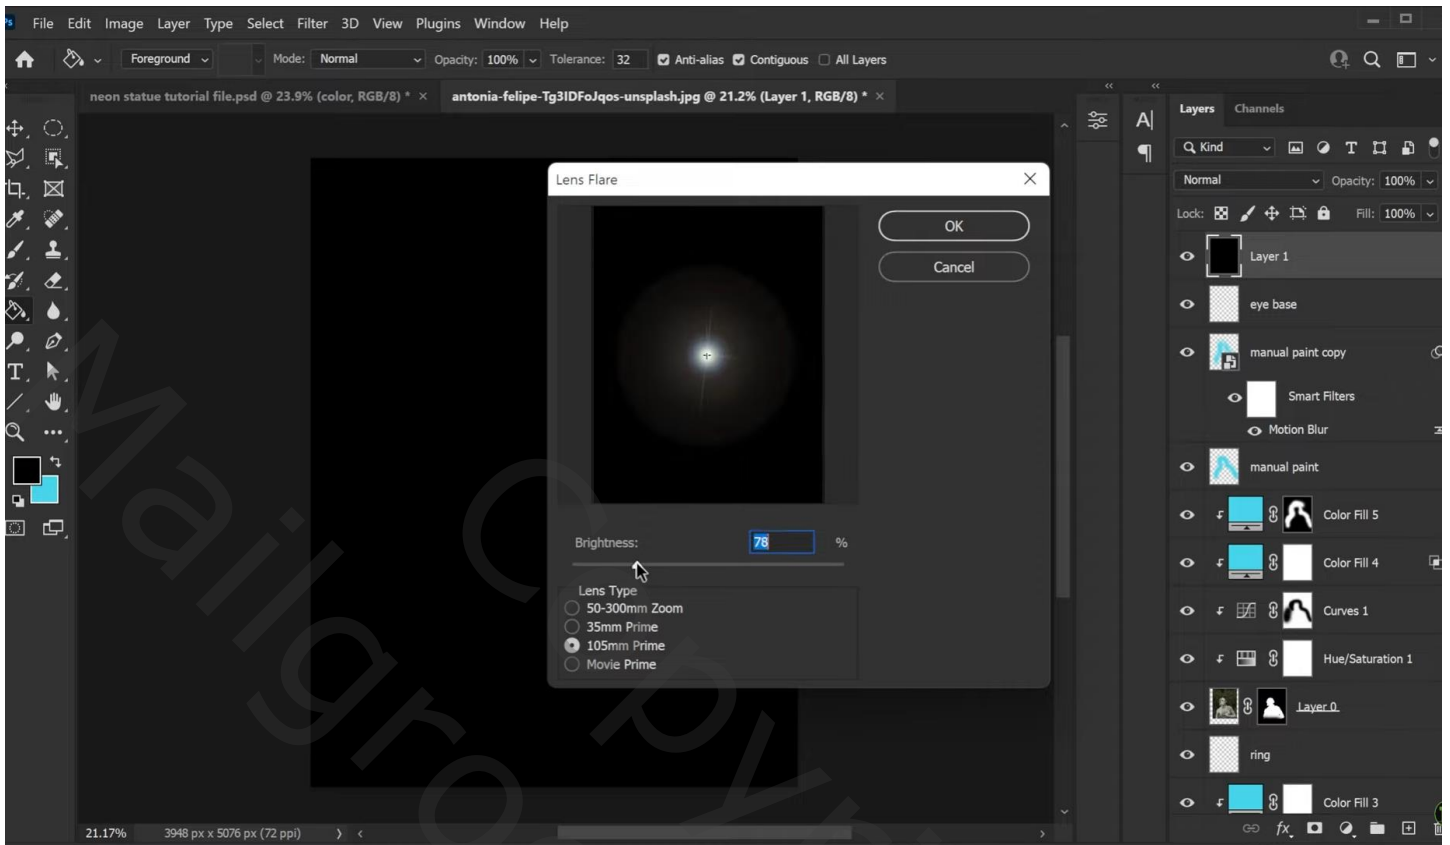 Ps File Edit Image Layer Type Select Filter 3D View Plugins Window Help
Foreground Mode: Normal Opacity: 100% Tolerance: 32 Anti-alias Contiguous All Layers
neon statue tutorial file.psd @ 23.9% (color, RGB/8) * × antonia-felipe-Tg3IDFoJqos-unsplash.jpg @ 21.2% (Layer 1, RGB/8) * ×
Layers Channels
Kind
Normal Opacity: 100%
Lock: Fill: 100%
Layer 1
eye base
manual paint copy
Smart Filters
Motion Blur
manual paint
Color Fill 5
Color Fill 4
Curves 1
Hue/Saturation 1
Layer 0
ring
Color Fill 3
fx
Lens Flare
OK
Cancel
Brightness: 78 %
Lens Type
50-300mm Zoom
35mm Prime
105mm Prime
Movie Prime
21.17% 3948 px x 5076 px (72 ppi)